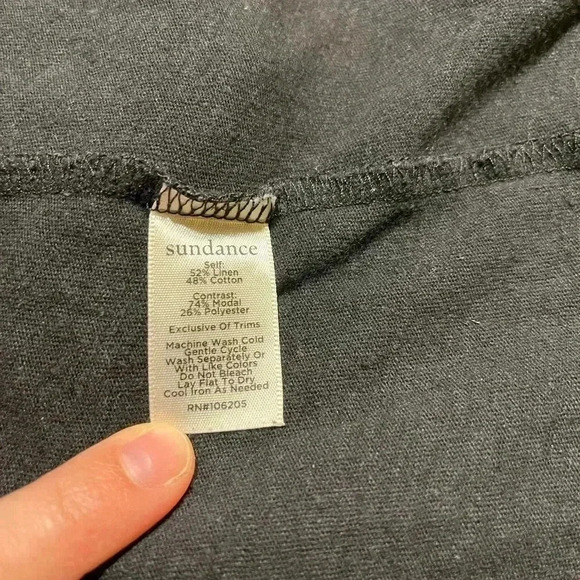 sundance
Self:
52% Linen
48% Cotton
Contrast:
74% Modal
26% Polyester
Exclusive Of Trims
Machine Wash Cold
Gentle Cycle
Wash Separately Or
With Like Colors
Do Not Bleach
Lay Flat To Dry
Cool Iron As Needed
RN#106205